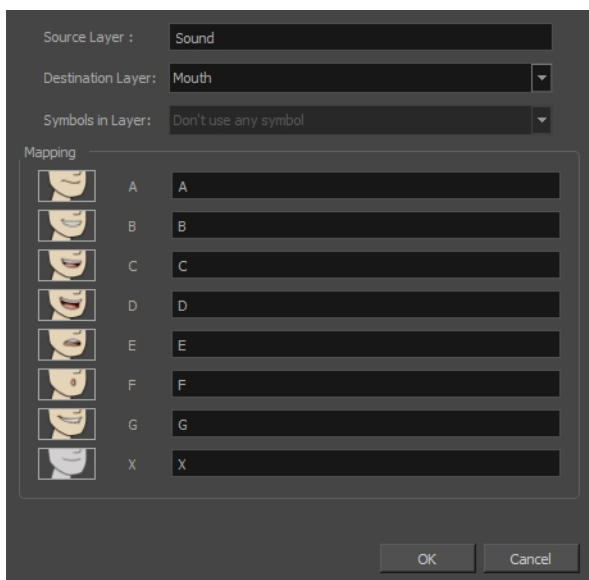 Source Layer : Sound
Destination Layer: Mouth
Symbols in Layer: Don't use any symbol
Mapping
A A
B B
C C
D D
E E
F F
G G
X X
OK Cancel